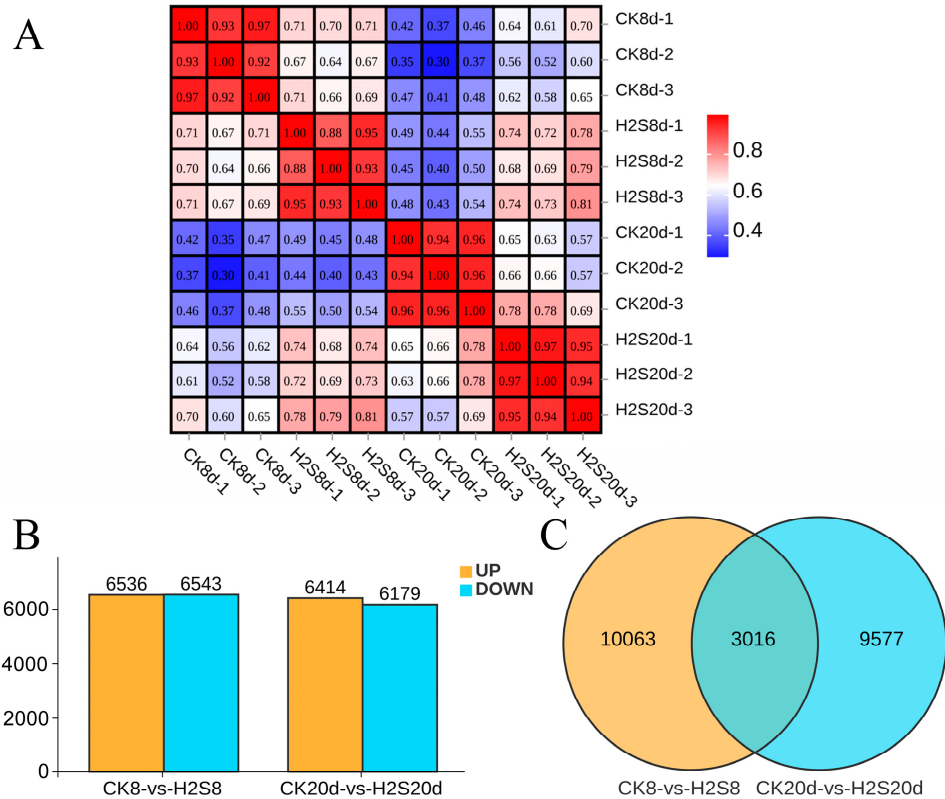 A
1.00 0.93 0.97 0.71 0.70 0.71 0.42 0.37 0.46 0.64 0.61 0.70 CK8d-1
0.93 1.00 0.92 0.67 0.64 0.67 0.35 0.30 0.37 0.56 0.52 0.60 CK8d-2
0.97 0.92 1.00 0.71 0.66 0.69 0.47 0.41 0.48 0.62 0.58 0.65 CK8d-3
0.71 0.67 0.71 1.00 0.88 0.95 0.49 0.44 0.55 0.74 0.72 0.78 H2S8d-1
0.70 0.64 0.66 0.88 1.00 0.93 0.45 0.40 0.50 0.68 0.69 0.79 H2S8d-2
0.71 0.67 0.69 0.95 0.93 1.00 0.48 0.43 0.54 0.74 0.73 0.81 H2S8d-3
0.42 0.35 0.47 0.49 0.45 0.48 1.00 0.94 0.96 0.65 0.63 0.57 CK20d-1
0.37 0.30 0.41 0.44 0.40 0.43 0.94 1.00 0.96 0.66 0.66 0.57 CK20d-2
0.46 0.37 0.48 0.55 0.50 0.54 0.96 0.96 1.00 0.78 0.78 0.69 CK20d-3
0.64 0.56 0.62 0.74 0.68 0.74 0.65 0.66 0.78 1.00 0.97 0.95 H2S20d-1
0.61 0.52 0.58 0.72 0.69 0.73 0.63 0.66 0.78 0.97 1.00 0.94 H2S20d-2
0.70 0.60 0.65 0.78 0.79 0.81 0.57 0.57 0.69 0.95 0.94 1.00 H2S20d-3
CK8d-1 CK8d-2 CK8d-3 H2S8d-1 H2S8d-2 H2S8d-3 CK20d-1 CK20d-2 CK20d-3 H2S20d-1 H2S20d-2 H2S20d-3
0.8
0.6
0.4
B
6536 6543 6414 6179
UP
DOWN
6000
4000
2000
0
CK8-vs-H2S8 CK20d-vs-H2S20d
C
10063 3016 9577
CK8-vs-H2S8 CK20d-vs-H2S20d